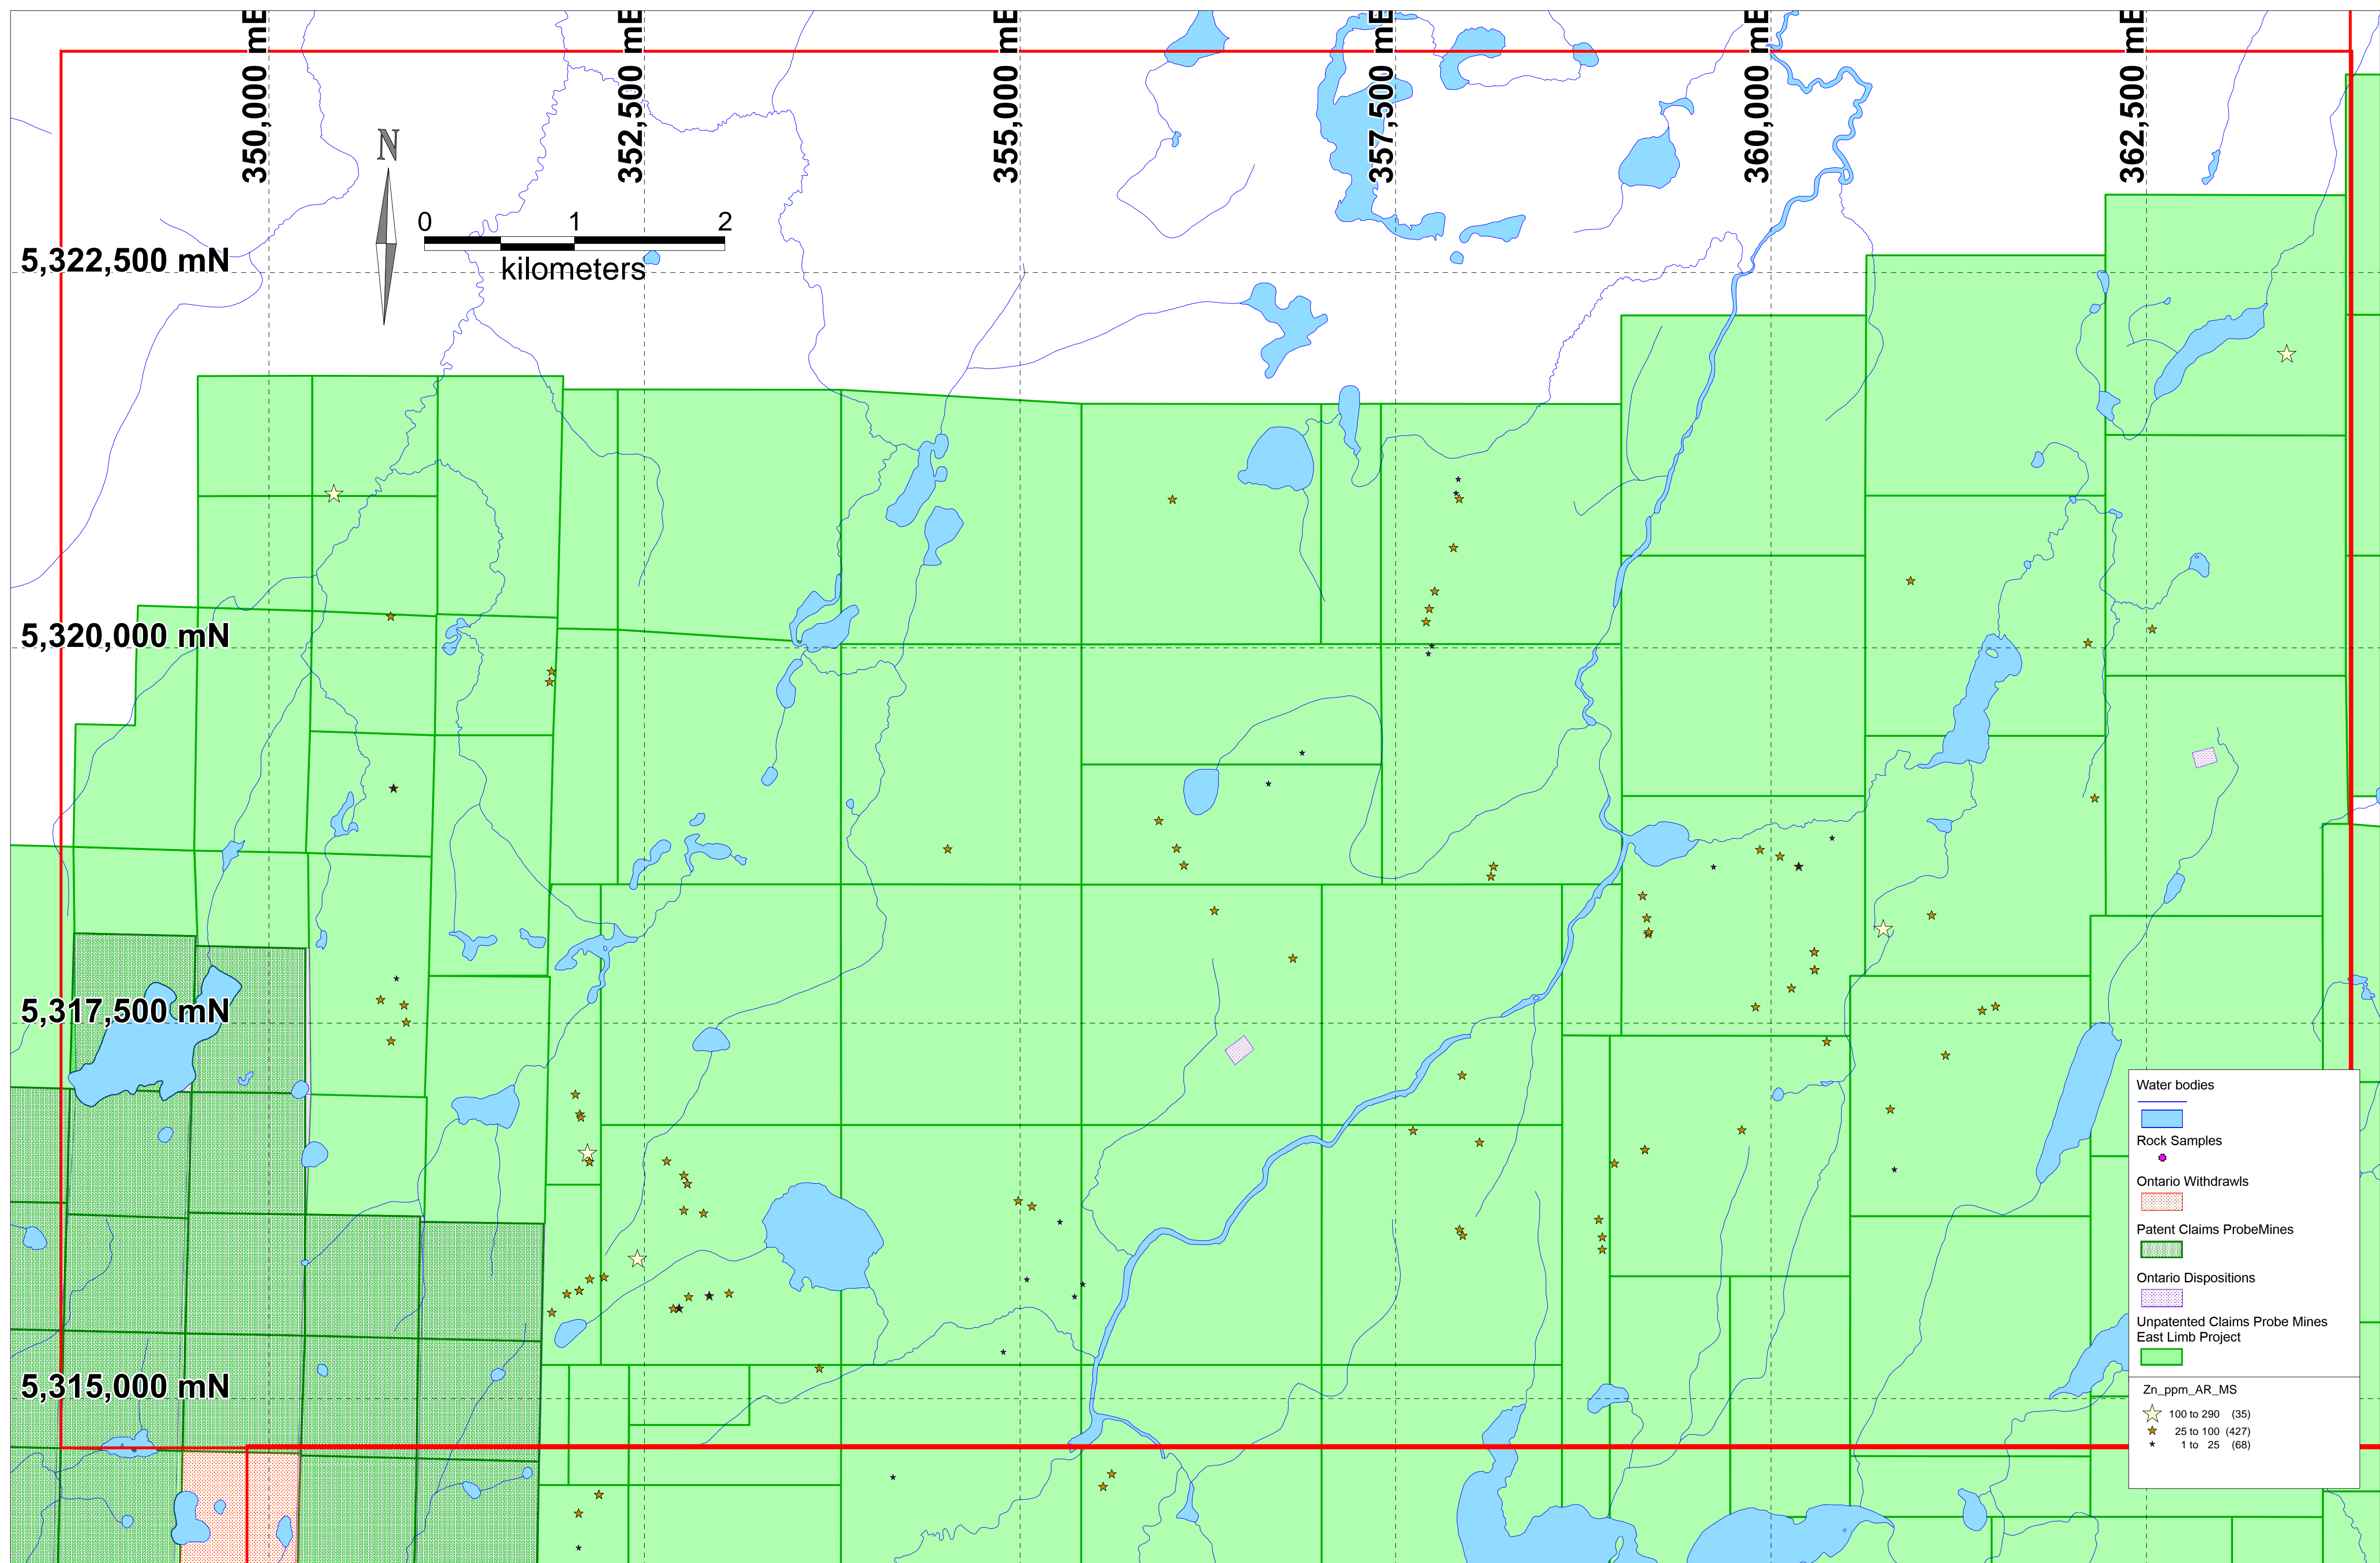 350,000 mE
352,500 mE
355,000 mE
357,500 mE
360,000 mE
362,500 mE
N
0 1 2
kilometers
5,322,500 mN
5,320,000 mN
5,317,500 mN
5,315,000 mN
Water bodies
Rock Samples
Ontario Withdrawls
Patent Claims ProbeMines
Ontario Dispositions
Unpatented Claims Probe Mines
East Limb Project
Zn_ppm_AR_MS
100 to 290 (35)
25 to 100 (427)
1 to 25 (68)